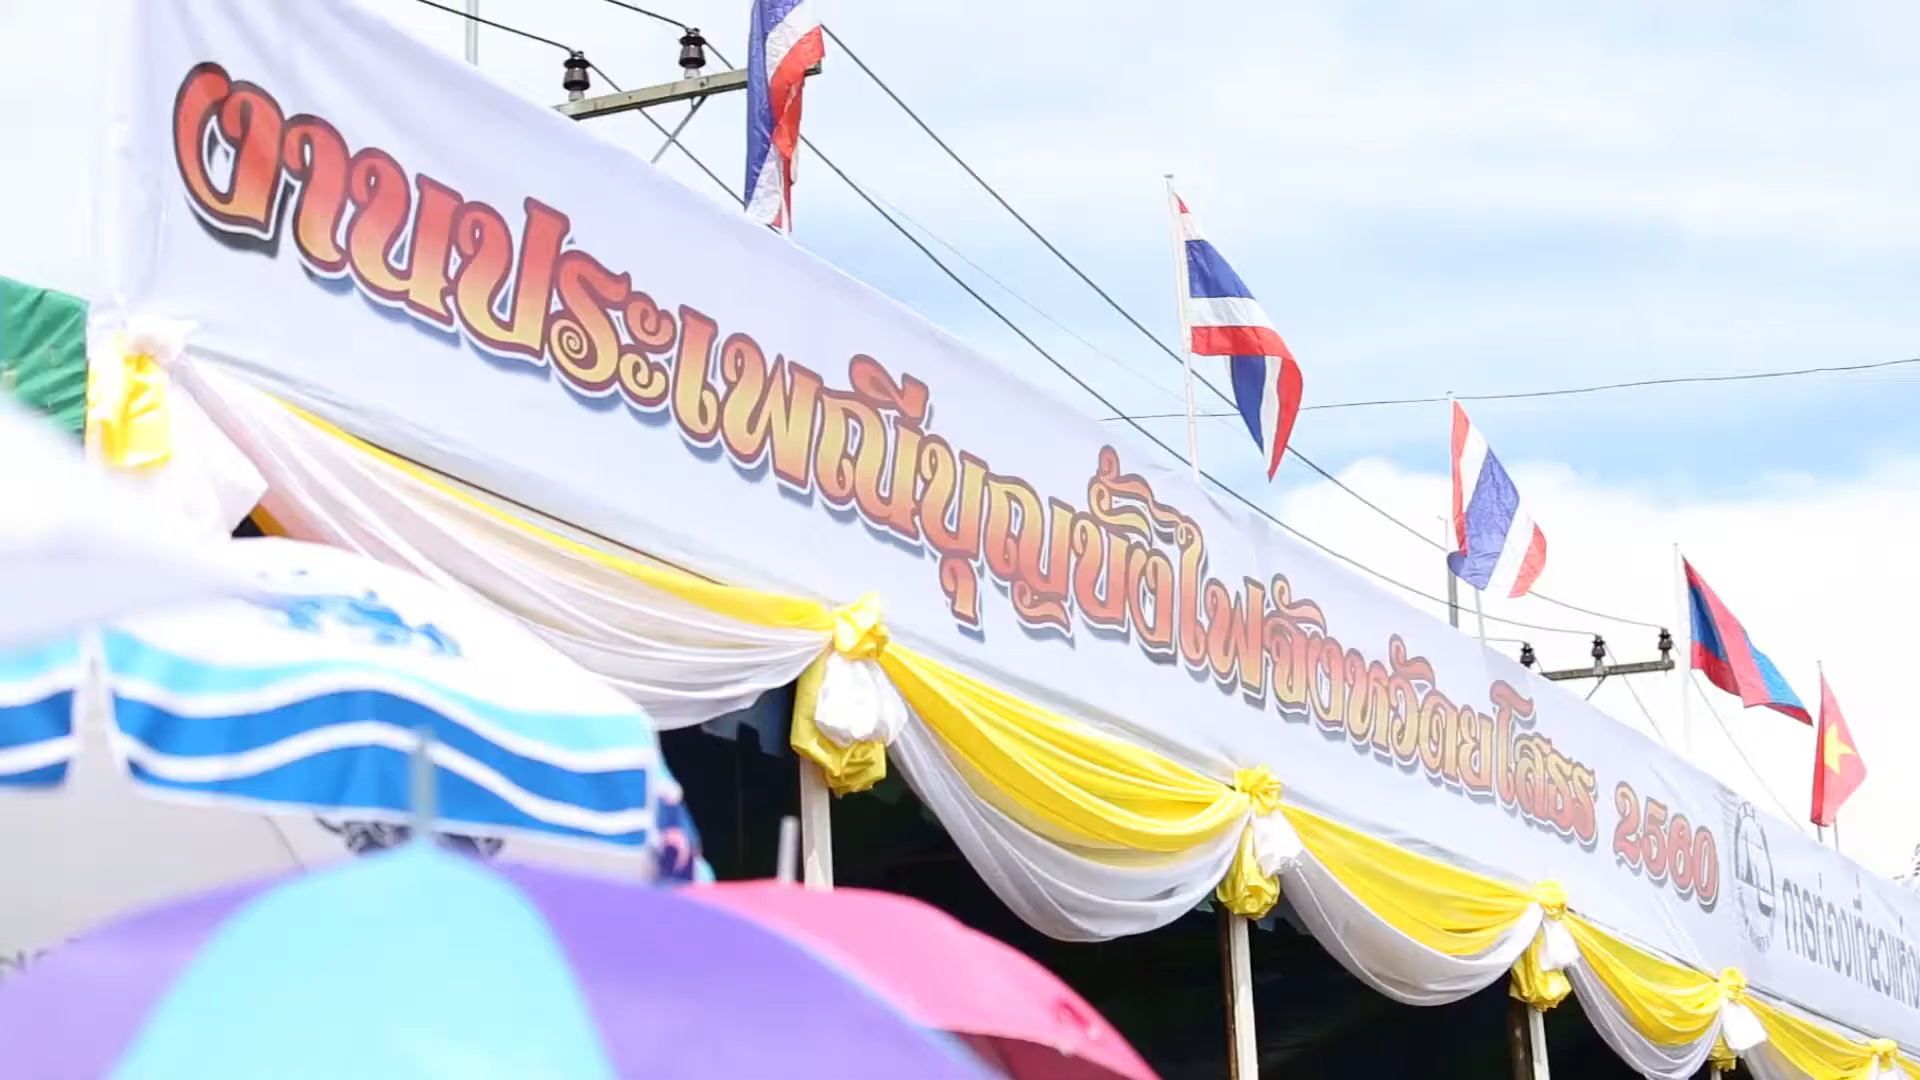 งานประเพณีบุญบั้งไฟจังหวัดยโสธร 2560
การท่องเที่ยวแห่ง